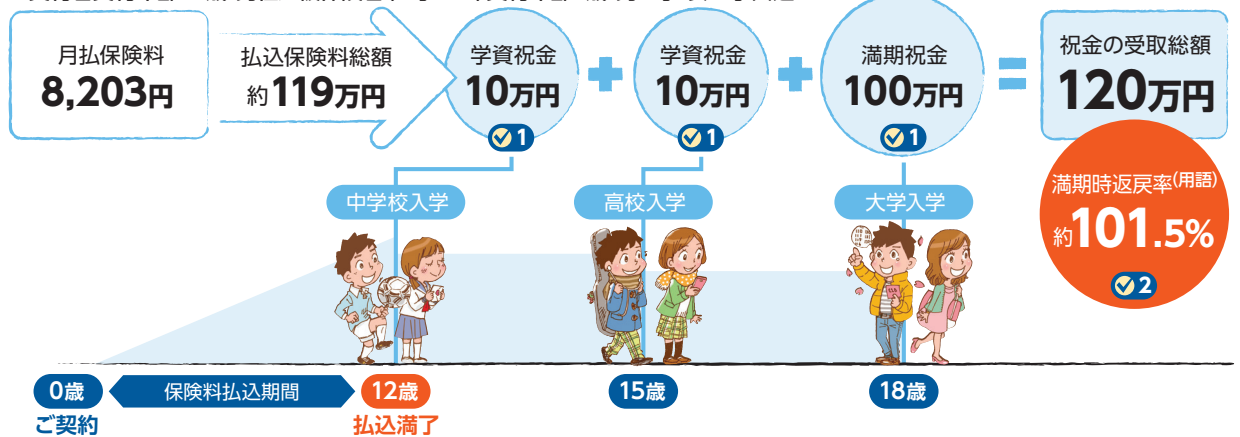 月払保険料
8,203円
払込保険料総額
約119万円
学資祝金
10万円
1
学資祝金
10万円
1
満期祝金
100万円
1
祝金の受取総額
120万円
満期時返戻率(用語)
約101.5%
2
中学校入学
高校入学
大学入学
0歳
保険料払込期間
12歳
15歳
18歳
ご契約
払込満了